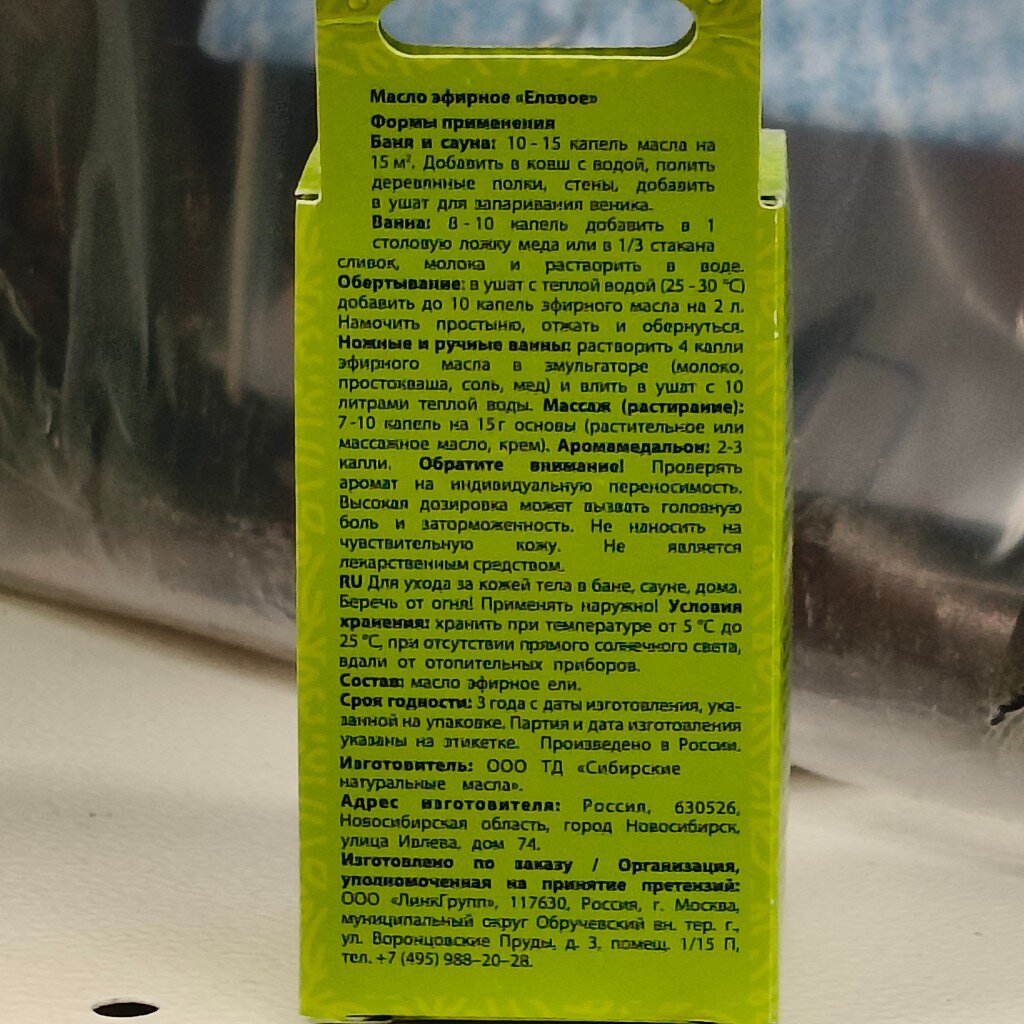 Масло эфирное «Еловое»
Формы применения
Баня и сауна: 10 - 15 капель масла на
15 м². Добавить в ковш с водой, полить
деревянные полки, стены, добавить
в ушат для запаривания веника.
Ванна: 8 - 10 капель добавить в 1
столовую ложку меда или в 1/3 стакана
сливок, молока и растворить в воде.
Обертывание: в ушат с теплой водой (25 - 30 °С)
добавить до 10 капель эфирного масла на 2 л.
Намочить простыню, отжать и обернуться.
Ножные и ручные ванны: растворить 4 капли
эфирного масла в эмульгаторе (молоко,
простокваша, соль, мед) и влить в ушат с 10
литрами теплой воды. Массаж (растирание):
7 -10 капель на 15 г основы (растительное или
массажное масло, крем). Аромамедальон: 2-3
капли. Обратите внимание! Проверять
аромат на индивидуальную переносимость.
Высокая дозировка может вызвать головную
боль и заторможенность. Не наносить на
чувствительную кожу. Не является
лекарственным средством.
RU Для ухода за кожей тела в бане, сауне, дома.
Беречь от огня! Применять наружно! Условия
хранения: хранить при температуре от 5 °С до
25 °С, при отсутствии прямого солнечного света,
вдали от отопительных приборов.
Состав: масло эфирное ели.
Срок годности: 3 года с даты изготовления, ука-
занной на упаковке. Партия и дата изготовления
указаны на этикетке. Произведено в России.
Изготовитель: ООО ТД «Сибирские
натуральные масла».
Адрес изготовителя: Россия, 630526,
Новосибирская область, город Новосибирск,
улица Ивлева, дом 74.
Изготовлено по заказу / Организация,
уполномоченная на принятие претензий:
ООО «ЛинкГрупп», 117630, Россия, г. Москва,
муниципальный округ Обручевский вн. тер. г.,
ул. Воронцовские Пруды, д. 3, помещ. 1/15 П,
тел. +7 (495) 988-20-28.